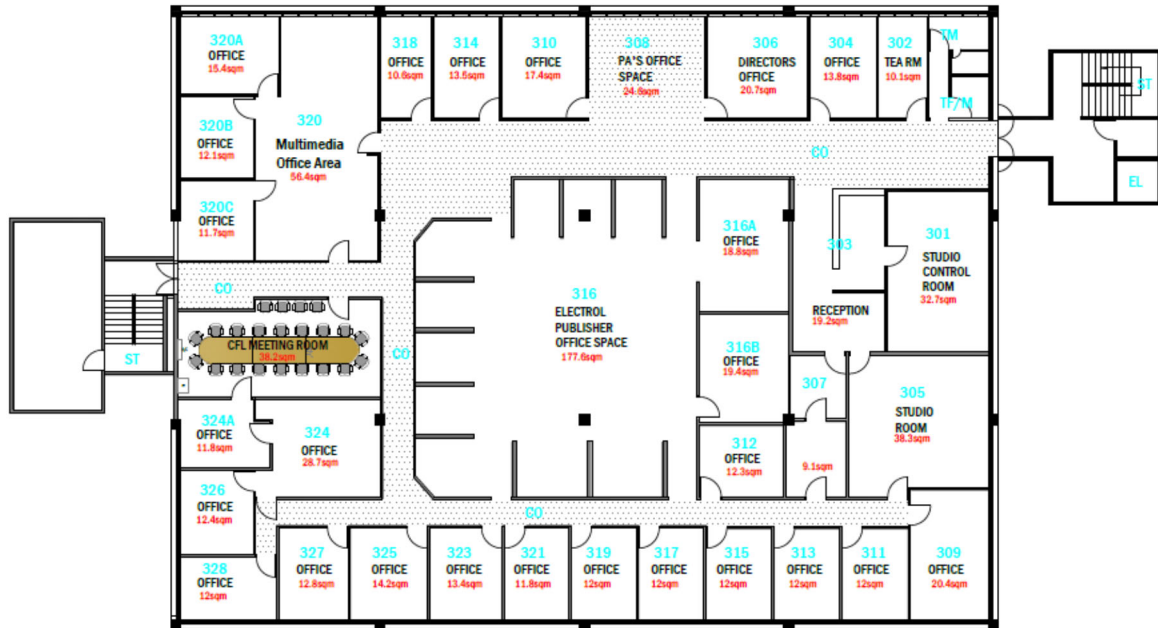 320A
OFFICE
15.4sqm
318
OFFICE
10.6sqm
314
OFFICE
13.5sqm
310
OFFICE
17.4sqm
308
PA'S OFFICE
SPACE
24.8sqm
306
DIRECTORS
OFFICE
20.7sqm
304
OFFICE
13.8sqm
302
TEA RM
10.1sqm
TM
TF/M
ST
EL
320B
OFFICE
12.1sqm
320
Multimedia
Office Area
56.4sqm
CO
320C
OFFICE
11.7sqm
316A
OFFICE
18.8sqm
303
RECEPTION
19.2sqm
301
STUDIO
CONTROL
ROOM
32.7sqm
CO
316
ELECTROL
PUBLISHER
OFFICE SPACE
177.6sqm
ST
CFL MEETING ROOM
38.2sqm
CO
316B
OFFICE
19.4sqm
307
305
STUDIO
ROOM
38.3sqm
324A
OFFICE
11.8sqm
324
OFFICE
28.7sqm
312
OFFICE
12.3sqm
9.1sqm
326
OFFICE
12.4sqm
CO
328
OFFICE
12sqm
327
OFFICE
12.8sqm
325
OFFICE
14.2sqm
323
OFFICE
13.4sqm
321
OFFICE
11.8sqm
319
OFFICE
12sqm
317
OFFICE
12sqm
315
OFFICE
12sqm
313
OFFICE
12sqm
311
OFFICE
12sqm
309
OFFICE
20.4sqm